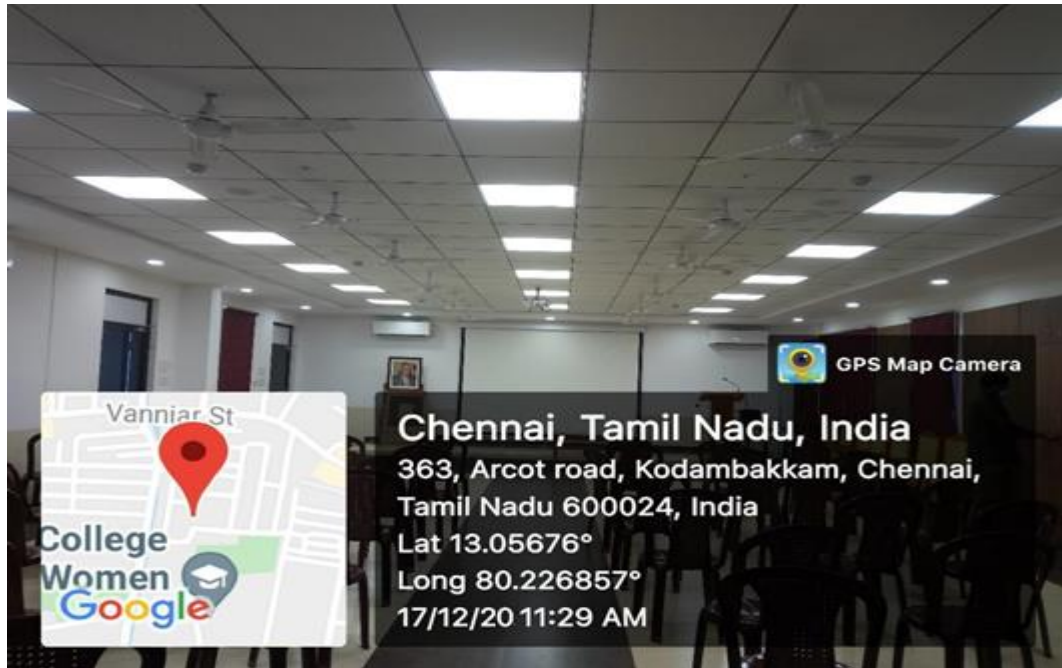 GPS Map Camera
Vanniar St
College
Women
Google
Chennai, Tamil Nadu, India
363, Arcot road, Kodambakkam, Chennai,
Tamil Nadu 600024, India
Lat 13.05676°
Long 80.226857°
17/12/20 11:29 AM